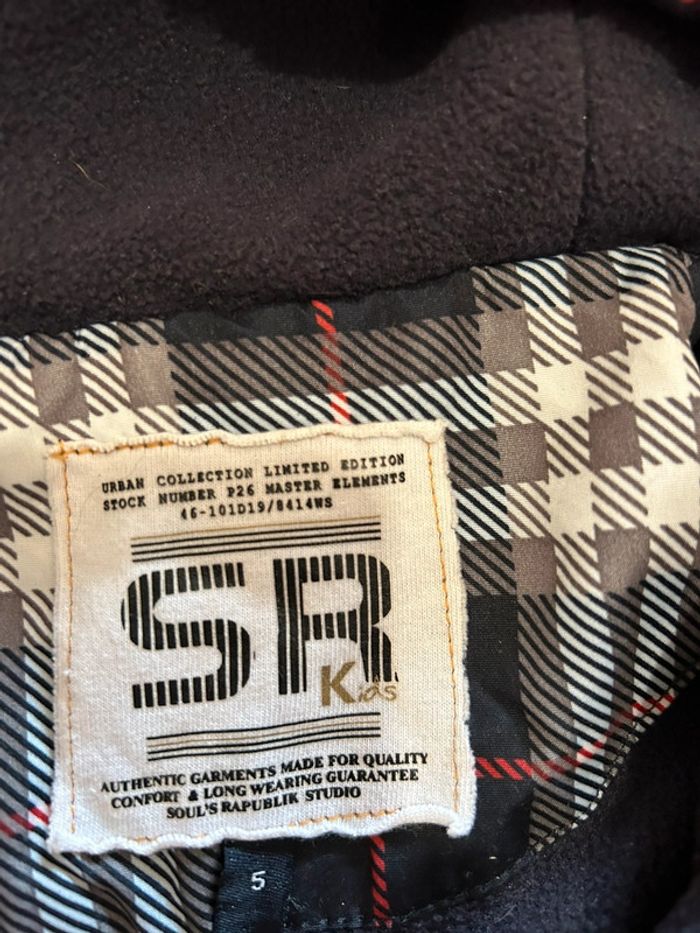 URBAN COLLECTION LIMITED EDITION
STOCK NUMBER P26 MASTER ELEMENTS
46-101D19/8414WS
SR
Kids
AUTHENTIC GARMENTS MADE FOR QUALITY
CONFORT & LONG WEARING GUARANTEE
SOUL'S RAPUBLIK STUDIO
5